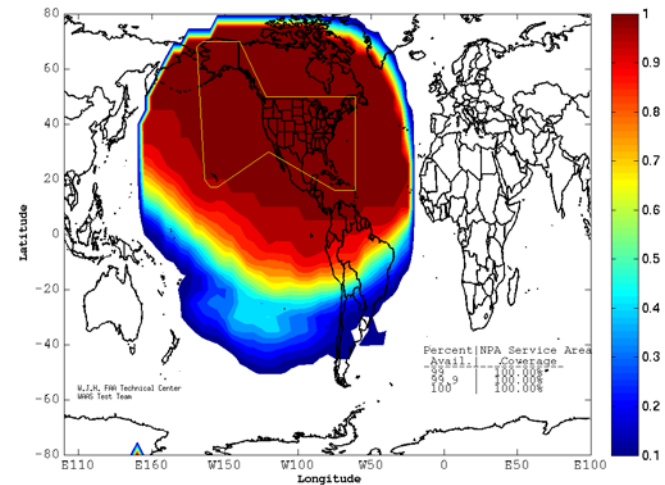 80
60
40
20
0
-20
-40
-60
-80
Latitude
E110 E160 W150 W100 W50 0 E50 E100
Longitude
W.J.H. FAA Technical Center
WAAS Test Team
Percent|NPA Service Area
Avail. | Coverage
99 | 100.00%
99.9 | 100.00%
100 | 100.00%
1
0.9
0.8
0.7
0.6
0.5
0.4
0.3
0.2
0.1